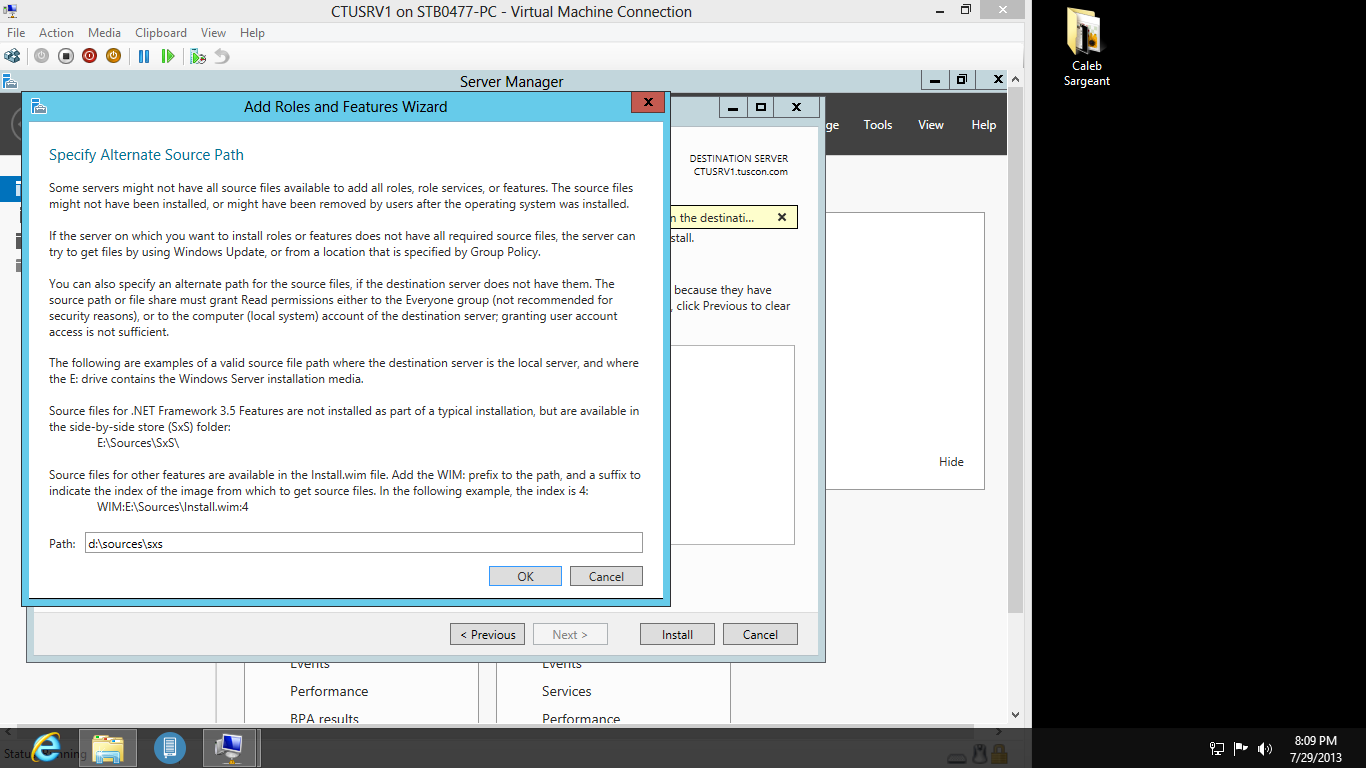 CTUSRV1 on STB0477-PC - Virtual Machine Connection
File Action Media Clipboard View Help
Server Manager
Tools View Help
Caleb
Sargeant
Add Roles and Features Wizard
Specify Alternate Source Path
Some servers might not have all source files available to add all roles, role services, or features. The source files
might not have been installed, or might have been removed by users after the operating system was installed.
If the server on which you want to install roles or features does not have all required source files, the server can
try to get files by using Windows Update, or from a location that is specified by Group Policy.
You can also specify an alternate path for the source files, if the destination server does not have them. The
source path or file share must grant Read permissions either to the Everyone group (not recommended for
security reasons), or to the computer (local system) account of the destination server; granting user account
access is not sufficient.
The following are examples of a valid source file path where the destination server is the local server, and where
the E: drive contains the Windows Server installation media.
Source files for .NET Framework 3.5 Features are not installed as part of a typical installation, but are available in
the side-by-side store (SxS) folder:
E:\Sources\SxS\
Source files for other features are available in the Install.wim file. Add the WIM: prefix to the path, and a suffix to
indicate the index of the image from which to get source files. In the following example, the index is 4:
WIM:E:\Sources\Install.wim:4
Path: d:\sources\sxs
OK Cancel
DESTINATION SERVER
CTUSRV1.tuscon.com
n the destinati...
stall.
because they have
, click Previous to clear
Hide
< Previous Next > Install Cancel
Events Events
Performance Services
BPA results Performance
8:09 PM
7/29/2013